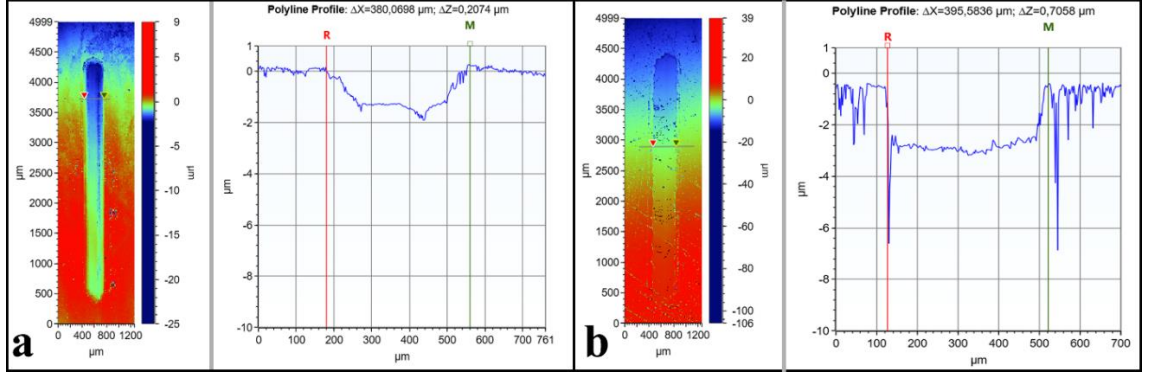 Polyline Profile: ΔX=380,0698 µm; ΔZ=0,2074 µm
4999
4500
4000
3500
3000
2500
2000
1500
1000
500
0
µm
0 400 800 1200
µm
9
5
0
-5
-10
-15
-20
-25
µm
R
M
1
0
-2
-4
-6
-8
-10
µm
0 100 200 300 400 500 600 700 761
µm
a
Polyline Profile: ΔX=395,5836 µm; ΔZ=0,7058 µm
4999
4500
4000
3500
3000
2500
2000
1500
1000
500
0
µm
0 400 800 1200
µm
39
20
0
-20
-40
-60
-80
-100
-106
µm
R
M
1
0
-2
-4
-6
-8
-10
µm
0 100 200 300 400 500 600 700
µm
b